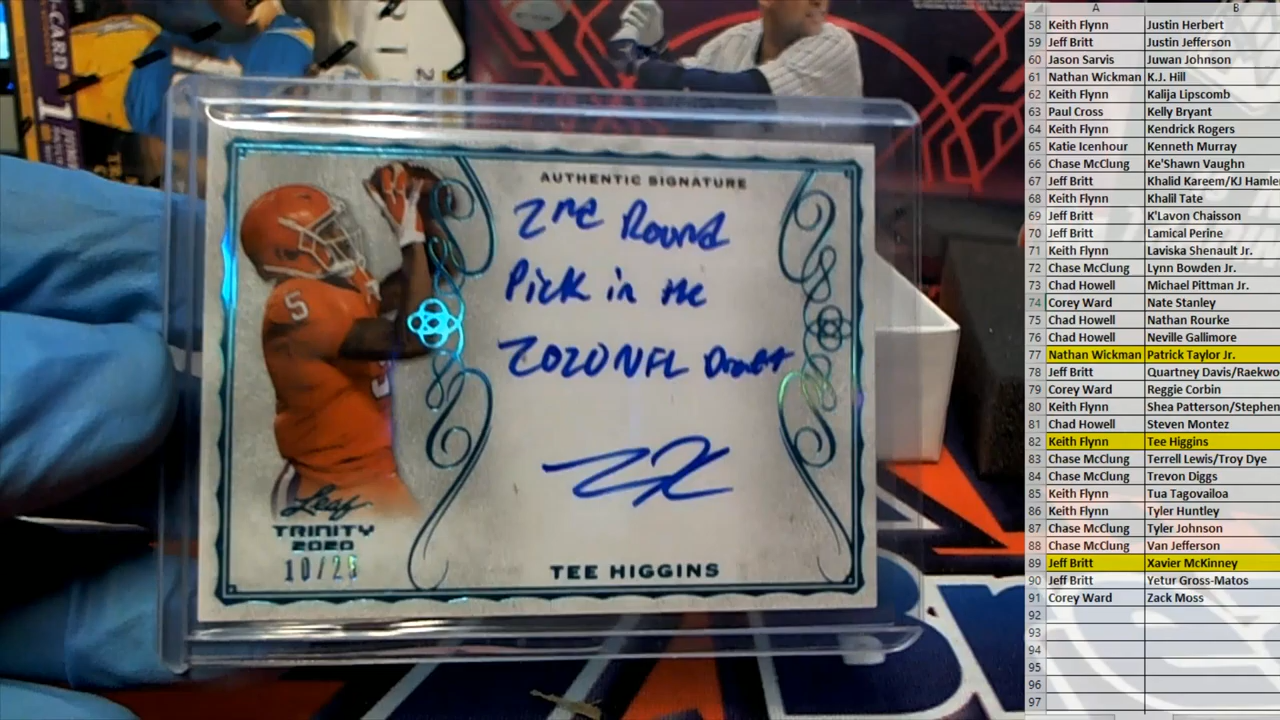 AUTHENTIC SIGNATURE
2nd Round
Pick in the
2020 NFL Draft
TEE HIGGINS
5
Leaf
TRINITY
2020
10/25
CARD
1
A B
58 Keith Flynn Justin Herbert
59 Jeff Britt Justin Jefferson
60 Jason Sarvis Juwan Johnson
61 Nathan Wickman K.J. Hill
62 Keith Flynn Kalija Lipscomb
63 Paul Cross Kelly Bryant
64 Keith Flynn Kendrick Rogers
65 Katie Icenhour Kenneth Murray
66 Chase McClung Ke'Shawn Vaughn
67 Jeff Britt Khalid Kareem/KJ Hamle
68 Keith Flynn Khalil Tate
69 Jeff Britt K'Lavon Chaisson
70 Jeff Britt Lamical Perine
71 Keith Flynn Laviska Shenault Jr.
72 Chase McClung Lynn Bowden Jr.
73 Chad Howell Michael Pittman Jr.
74 Corey Ward Nate Stanley
75 Chad Howell Nathan Rourke
76 Chad Howell Neville Gallimore
77 Nathan Wickman Patrick Taylor Jr.
78 Jeff Britt Quartney Davis/Raekwo
79 Corey Ward Reggie Corbin
80 Keith Flynn Shea Patterson/Stephen
81 Chad Howell Steven Montez
82 Keith Flynn Tee Higgins
83 Chase McClung Terrell Lewis/Troy Dye
84 Chase McClung Trevon Diggs
85 Keith Flynn Tua Tagovailoa
86 Keith Flynn Tyler Huntley
87 Chase McClung Tyler Johnson
88 Chase McClung Van Jefferson
89 Jeff Britt Xavier McKinney
90 Jeff Britt Yetur Gross-Matos
91 Corey Ward Zack Moss
92
93
94
95
96
97